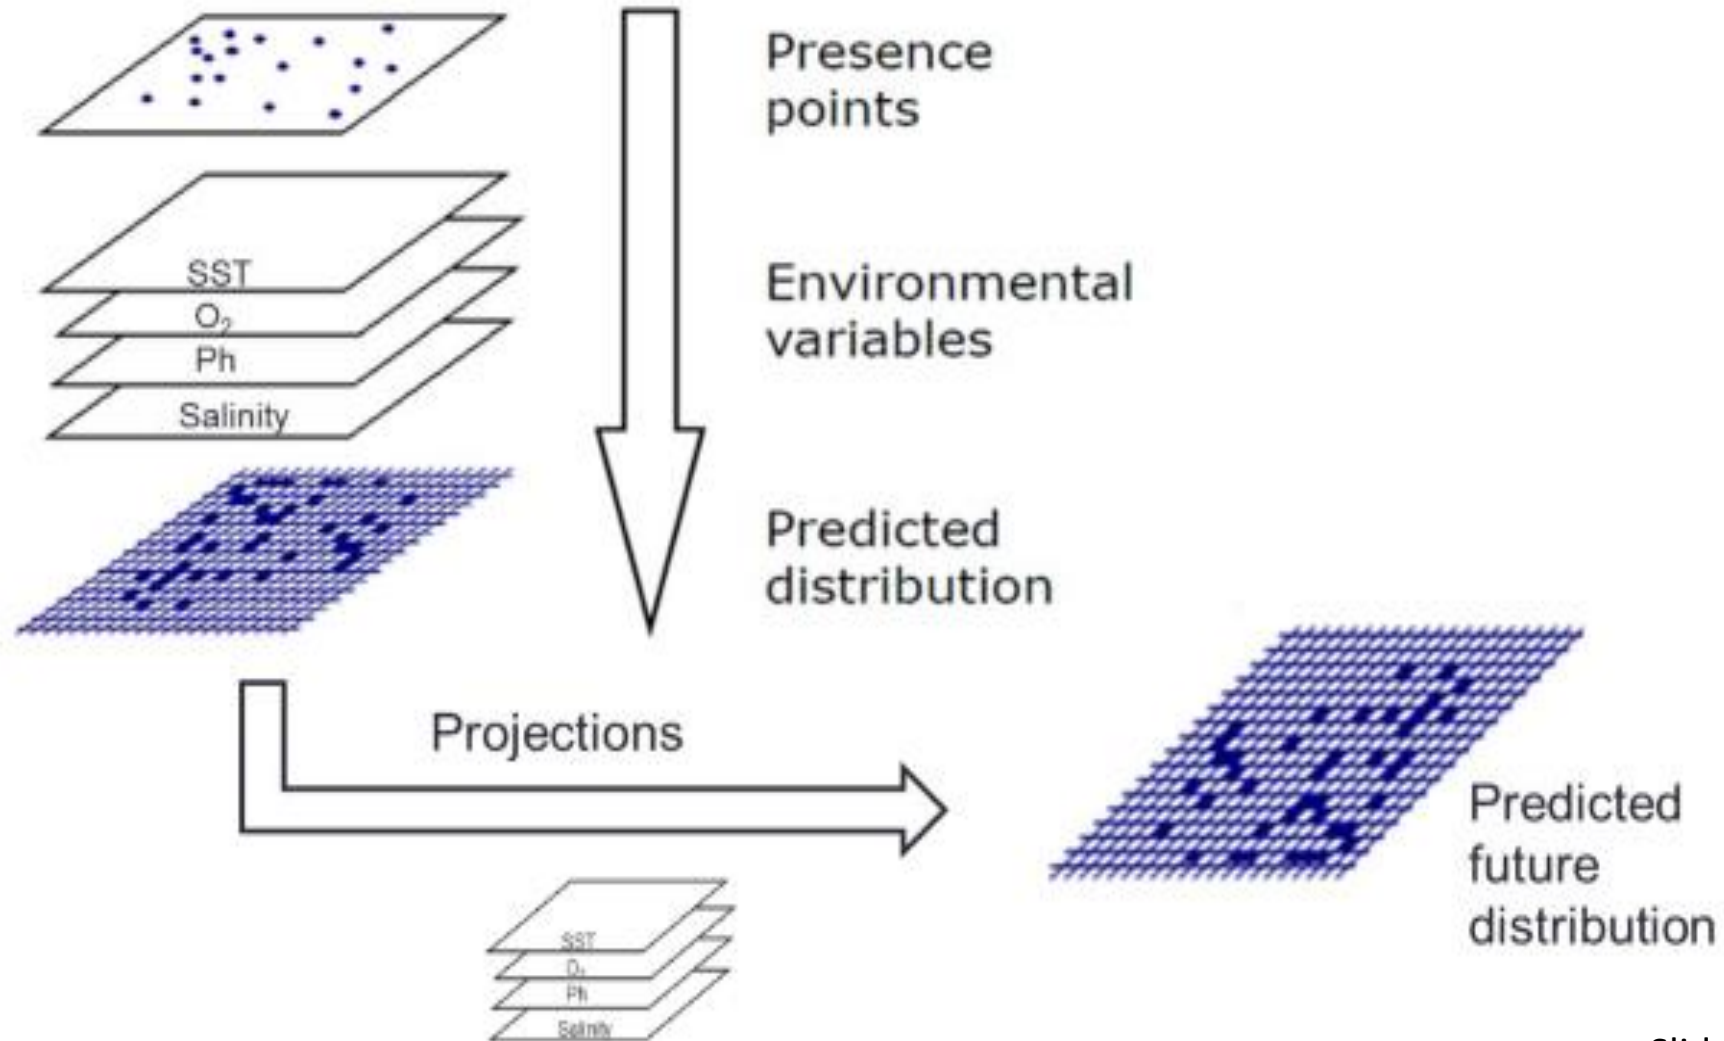 Presence
points
SST
O₂
Ph
Salinity
Environmental
variables
Predicted
distribution
Projections
Predicted
future
distribution
SST
O₂
Ph
Salinity